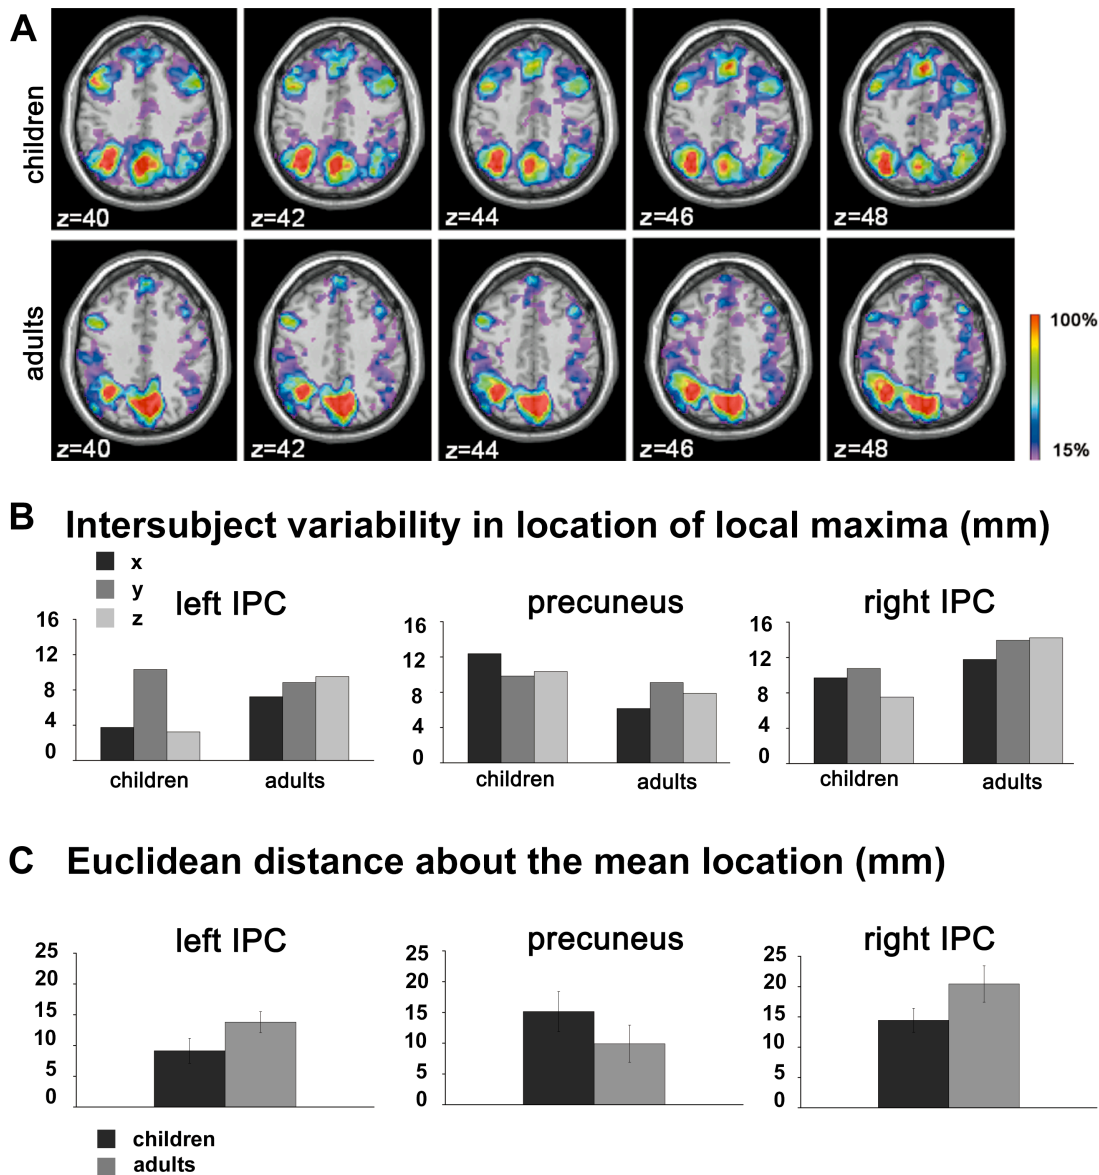 A
children
z=40
z=42
z=44
z=46
z=48
adults
z=40
z=42
z=44
z=46
z=48
100%
15%
B Intersubject variability in location of local maxima (mm)
x
y
z
left IPC
16
12
8
4
0
children adults
precuneus
16
12
8
4
0
children adults
right IPC
16
12
8
4
0
children adults
C Euclidean distance about the mean location (mm)
left IPC
25
20
15
10
5
0
precuneus
25
20
15
10
5
0
right IPC
25
20
15
10
5
0
children
adults